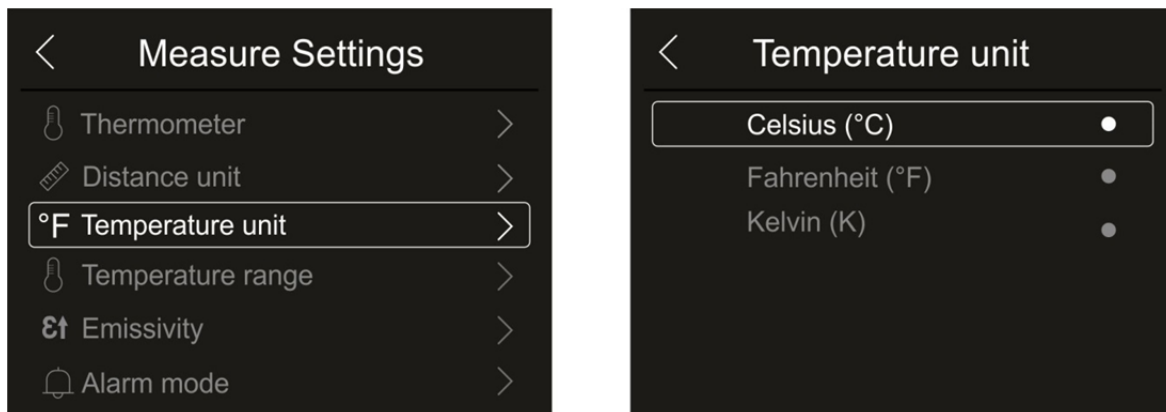 Measure Settings
Thermometer
Distance unit
°F Temperature unit
Temperature range
Ɛ↑ Emissivity
Alarm mode
Temperature unit
Celsius (°C)
Fahrenheit (°F)
Kelvin (K)